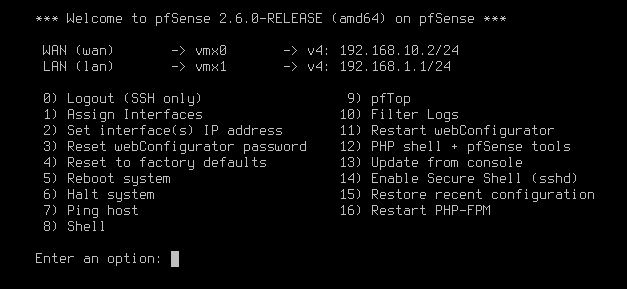 *** Welcome to pfSense 2.6.0-RELEASE (amd64) on pfSense ***
WAN (wan) -> vmx0 -> v4: 192.168.10.2/24
LAN (lan) -> vmx1 -> v4: 192.168.1.1/24
0) Logout (SSH only) 9) pfTop
1) Assign Interfaces 10) Filter Logs
2) Set interface(s) IP address 11) Restart webConfigurator
3) Reset webConfigurator password 12) PHP shell + pfSense tools
4) Reset to factory defaults 13) Update from console
5) Reboot system 14) Enable Secure Shell (sshd)
6) Halt system 15) Restore recent configuration
7) Ping host 16) Restart PHP-FPM
8) Shell
Enter an option: